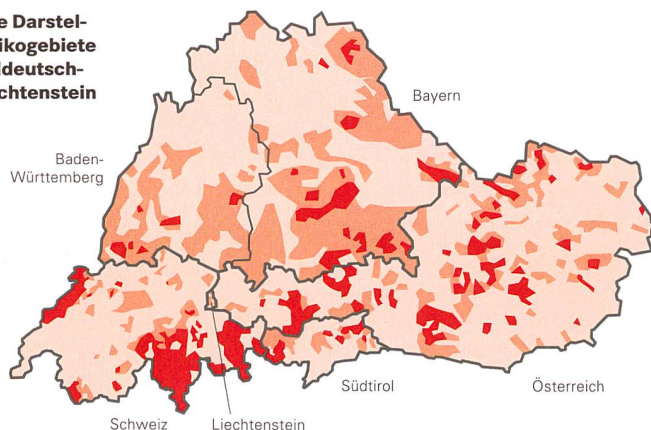 e Darstel-
ikogebiete
ldeutsch-
chtenstein
Bayern
Baden-
Württemberg
Südtirol
Österreich
Schweiz
Liechtenstein